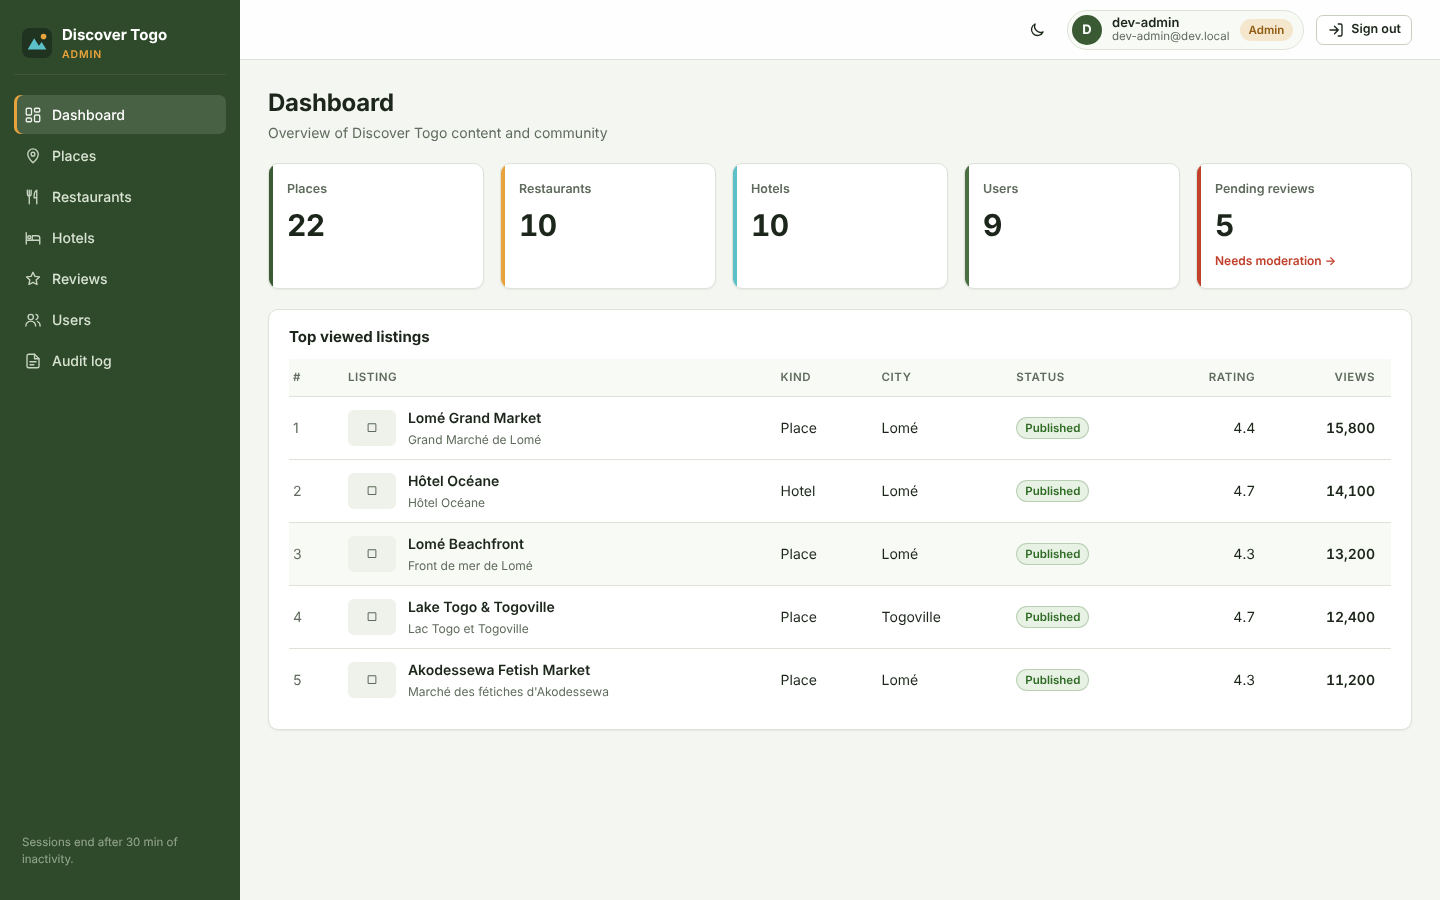 Discover Togo
ADMIN
Dashboard
Places
Restaurants
Hotels
Reviews
Users
Audit log
Sessions end after 30 min of
inactivity.
D
dev-admin
dev-admin@dev.local
Admin
Sign out
Dashboard
Overview of Discover Togo content and community
Places
22
Restaurants
10
Hotels
10
Users
9
Pending reviews
5
Needs moderation →
Top viewed listings
# LISTING KIND CITY STATUS RATING VIEWS
1 Lomé Grand Market Place Lomé Published 4.4 15,800
Grand Marché de Lomé
2 Hôtel Océane Hotel Lomé Published 4.7 14,100
Hôtel Océane
3 Lomé Beachfront Place Lomé Published 4.3 13,200
Front de mer de Lomé
4 Lake Togo & Togoville Place Togoville Published 4.7 12,400
Lac Togo et Togoville
5 Akodessewa Fetish Market Place Lomé Published 4.3 11,200
Marché des fétiches d'Akodessewa